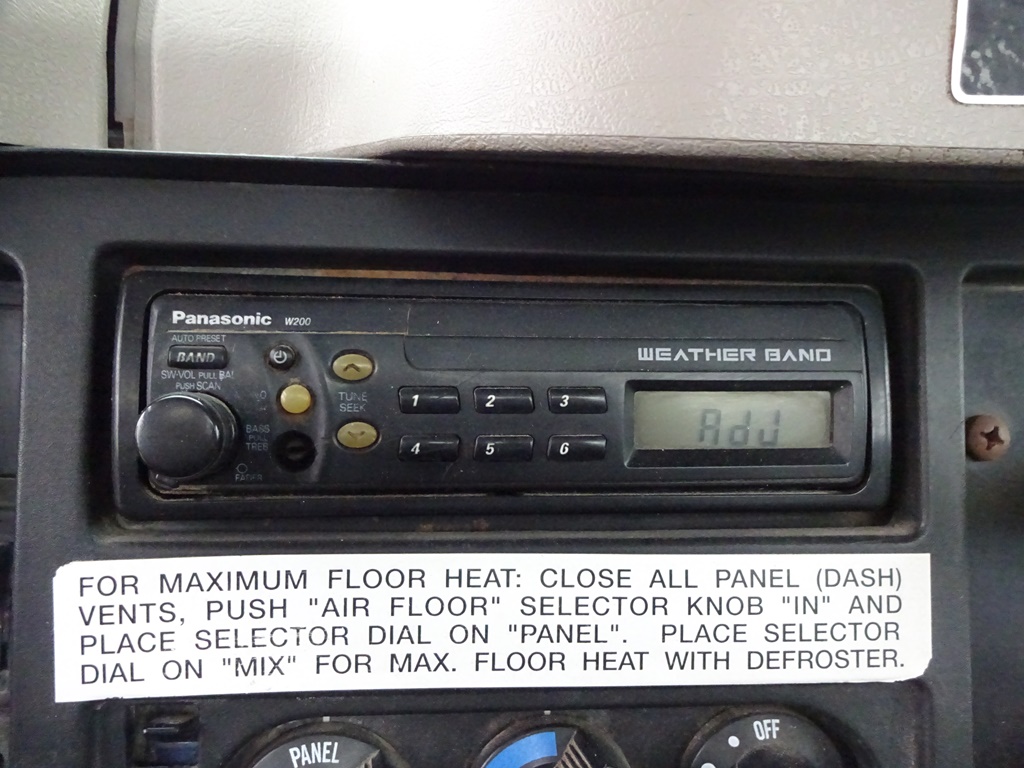 Panasonic W200
AUTO PRESET
BAND
SW·VOL PULL BAL
PUSH SCAN
TUNE
SEEK
BASS
PULL
TREB
FADER
WEATHER BAND
1 2 3
4 5 6
Adj
FOR MAXIMUM FLOOR HEAT: CLOSE ALL PANEL (DASH)
VENTS, PUSH "AIR FLOOR" SELECTOR KNOB "IN" AND
PLACE SELECTOR DIAL ON "PANEL". PLACE SELECTOR
DIAL ON "MIX" FOR MAX. FLOOR HEAT WITH DEFROSTER.
PANEL
OFF